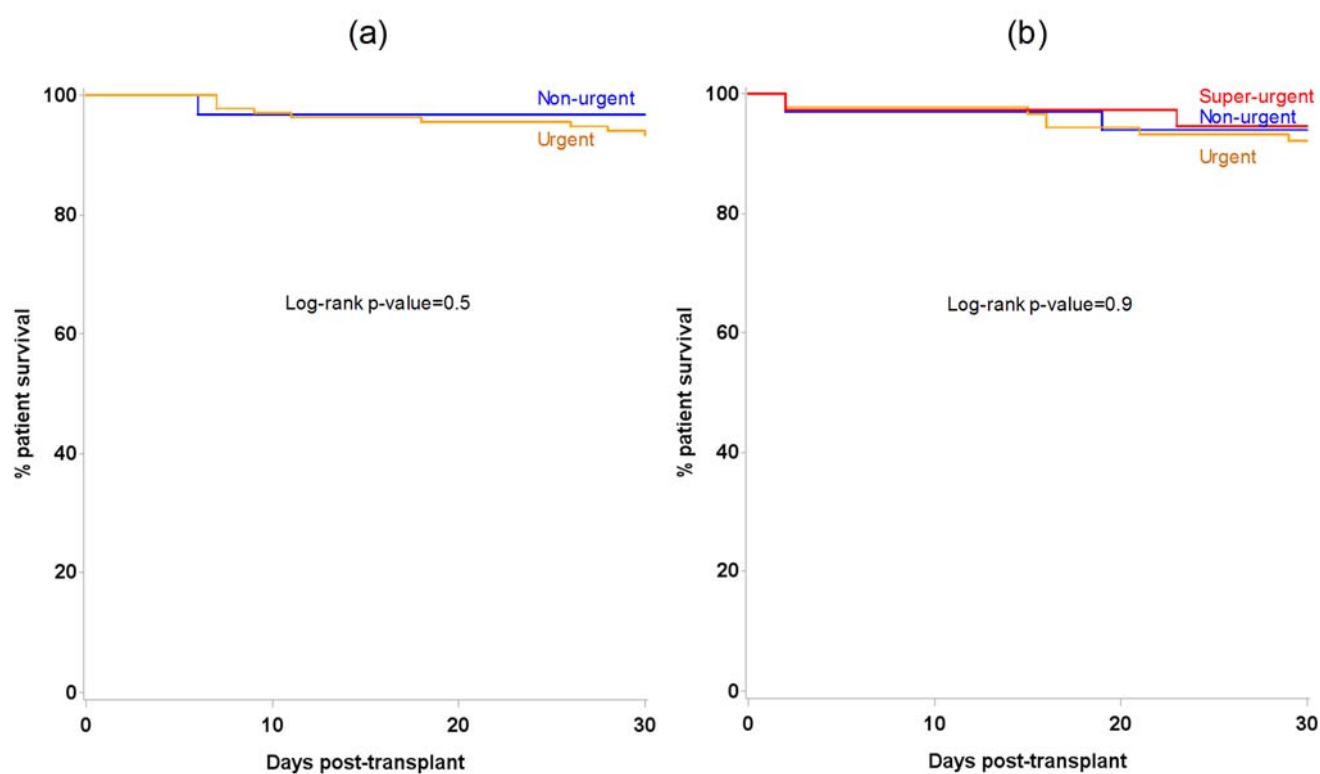 (a)
(b)
100
80
60
40
20
0
% patient survival
Non-urgent
Urgent
Log-rank p-value=0.5
0
10
20
30
Days post-transplant
100
80
60
40
20
0
% patient survival
Super-urgent
Non-urgent
Urgent
Log-rank p-value=0.9
0
10
20
30
Days post-transplant